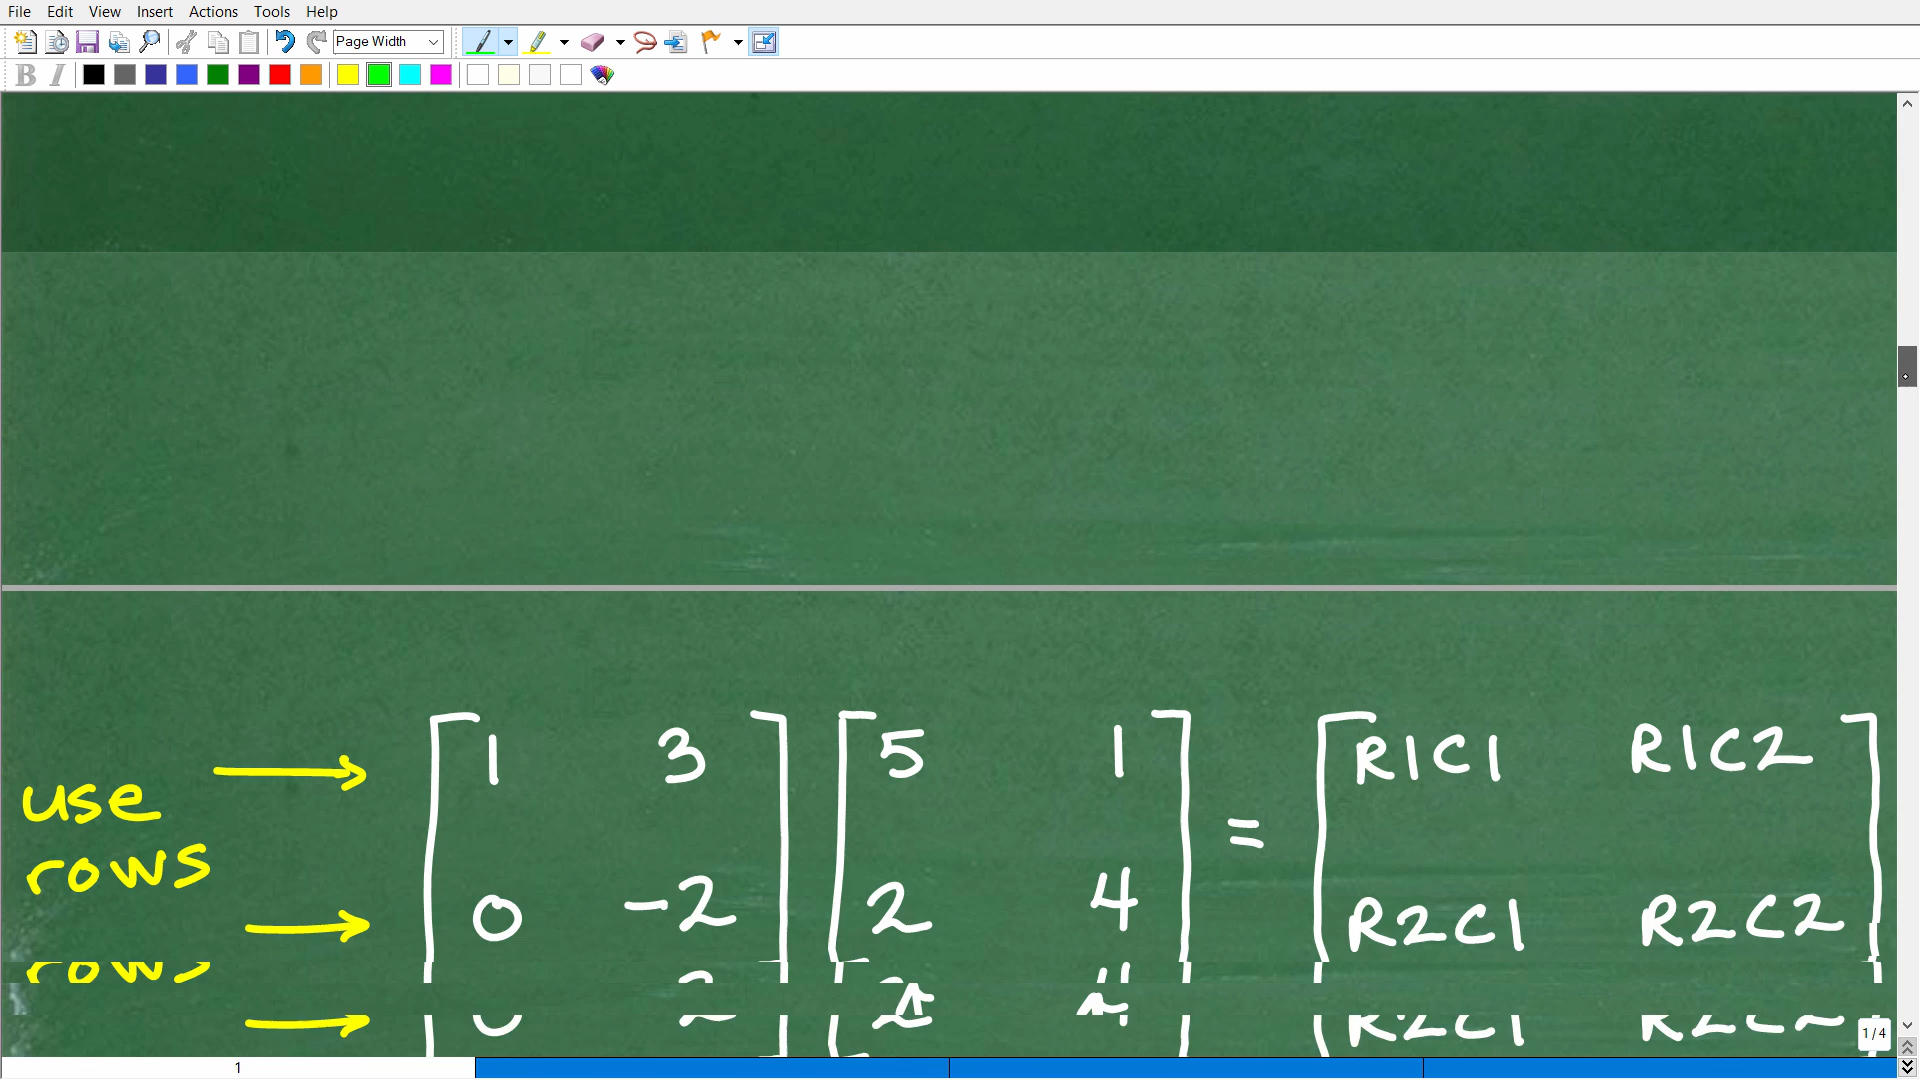 File Edit View Insert Actions Tools Help
Page Width
B I
1 3 5 1 = R1C1 R1C2
use
rows
0 -2 2 4 R2C1 R2C2
1/4
1